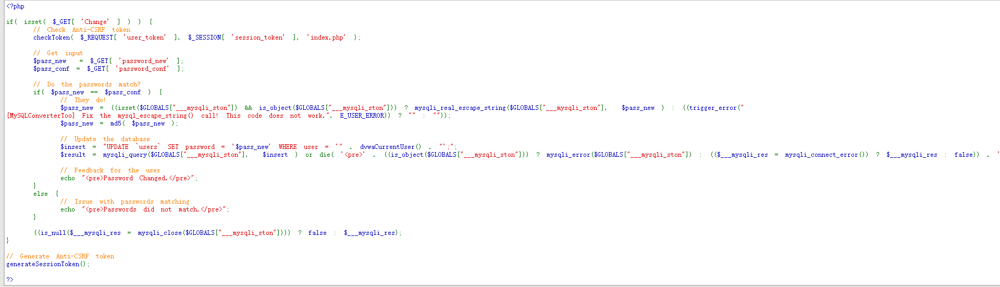 <?php
if( isset( $_GET[ 'Change' ] ) ) {
// Check Anti-CSRF token
checkToken( $_REQUEST[ 'user_token' ], $_SESSION[ 'session_token' ], 'index.php' );
// Get input
$pass_new = $_GET[ 'password_new' ];
$pass_conf = $_GET[ 'password_conf' ];
// Do the passwords match?
if( $pass_new == $pass_conf ) {
// They do!
$pass_new = ((isset($GLOBALS["___mysqli_ston"]) && is_object($GLOBALS["___mysqli_ston"])) ? mysqli_real_escape_string($GLOBALS["___mysqli_ston"], $pass_new ) : ((trigger_error("
[MySQLConverterToo] Fix the mysql_escape_string() call! This code does not work.", E_USER_ERROR)) ? "" : ""));
$pass_new = md5( $pass_new );
// Update the database
$insert = "UPDATE `users` SET password = '$pass_new' WHERE user = '" . dvwaCurrentUser() . "';";
$result = mysqli_query($GLOBALS["___mysqli_ston"], $insert ) or die( '<pre>' . ((is_object($GLOBALS["___mysqli_ston"])) ? mysqli_error($GLOBALS["___mysqli_ston"]) : (($___mysqli_res = mysqli_connect_error()) ? $___mysqli_res : false)) . '
// Feedback for the user
echo "<pre>Password Changed.</pre>";
}
else {
// Issue with passwords matching
echo "<pre>Passwords did not match.</pre>";
}
((is_null($___mysqli_res = mysqli_close($GLOBALS["___mysqli_ston"]))) ? false : $___mysqli_res);
}
// Generate Anti-CSRF token
generateSessionToken();
?>